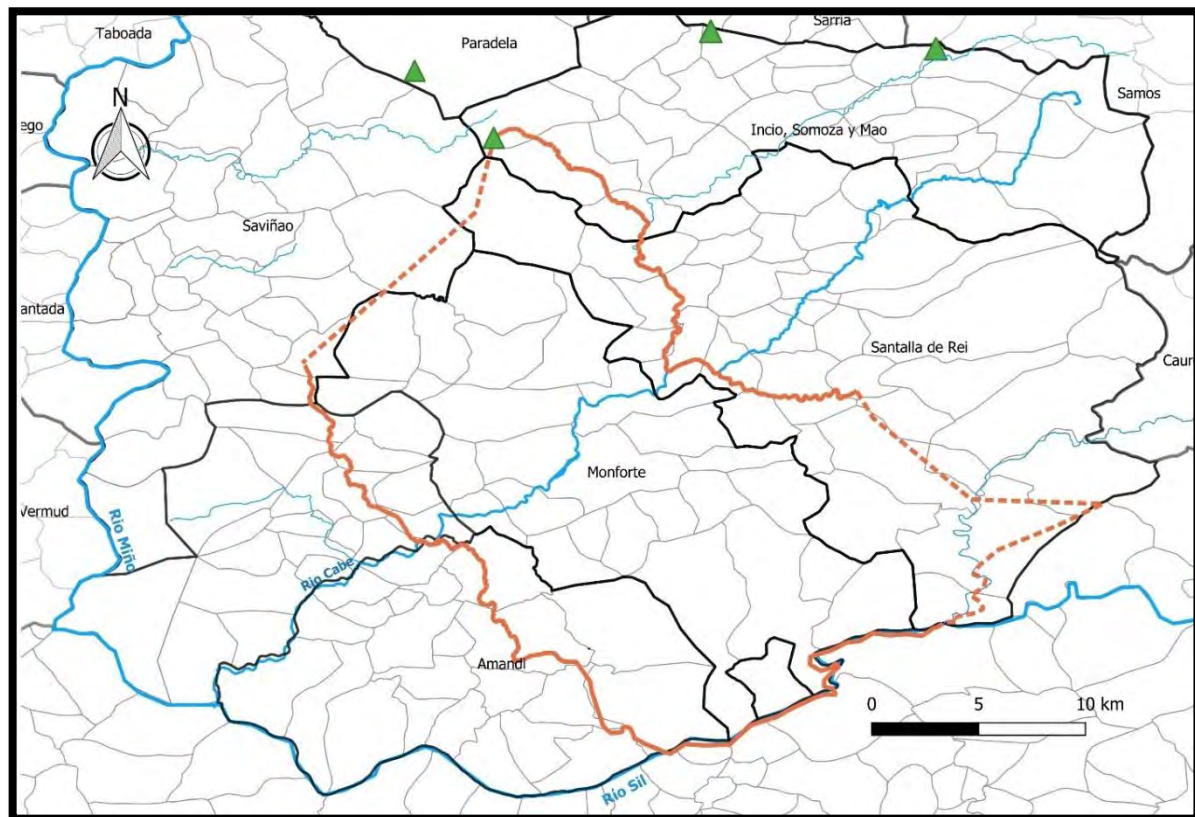 Taboada
Paradela
Sarria
Samos
N
ego
Incio, Somoza y Mao
Saviñao
antada
Santalla de Rei
Caur
Monforte
Vermud
Río Miño
Río Cabe
Amandi
0 5 10 km
Río Sil